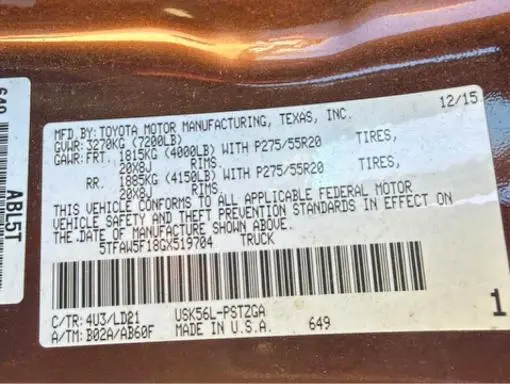 649
ABL5T
12/15
MFD.BY:TOYOTA MOTOR MANUFACTURING, TEXAS, INC.
GVWR: 3270KG (7200LB)
GAWR:FRT. 1815KG (4000LB) WITH P275/55R20 TIRES,
20X8J RIMS.
RR. 1885KG (4150LB) WITH P275/55R20 TIRES,
20X8J RIMS.
THIS VEHICLE CONFORMS TO ALL APPLICABLE FEDERAL MOTOR
VEHICLE SAFETY AND THEFT PREVENTION STANDARDS IN EFFECT ON
THE DATE OF MANUFACTURE SHOWN ABOVE.
5TFAW5F18GX519704 TRUCK
C/TR: 4U3/LD21 USK56L-PSTZGA
A/TM: B02A/AB60F MADE IN U.S.A. 649
1